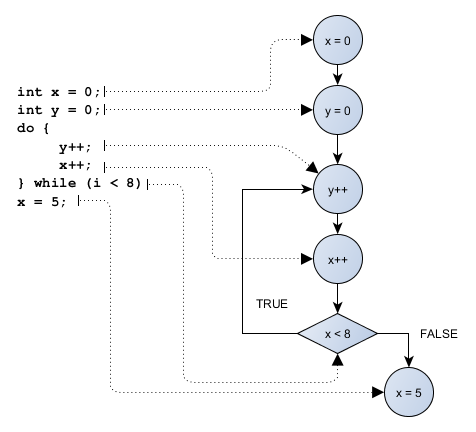 int x = 0;
int y = 0;
do {
y++;
x++;
} while (i < 8)
x = 5;
x = 0
y = 0
y++
x++
TRUE
x < 8
FALSE
x = 5